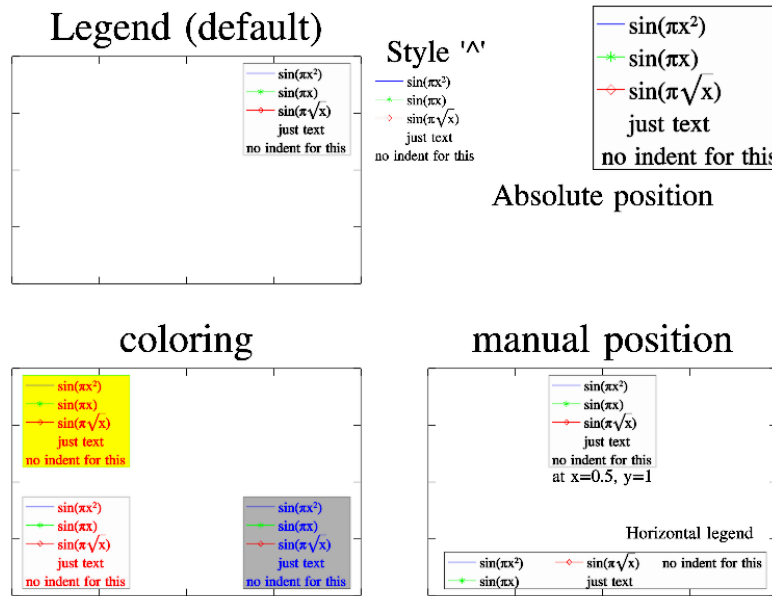 Legend (default)
sin(πx²)
sin(πx)
sin(π√x)
just text
no indent for this
Style '^'
sin(πx²)
sin(πx)
sin(π√x)
just text
no indent for this
sin(πx²)
sin(πx)
sin(π√x)
just text
no indent for this
Absolute position
coloring
sin(πx²)
sin(πx)
sin(π√x)
just text
no indent for this
sin(πx²)
sin(πx)
sin(π√x)
just text
no indent for this
sin(πx²)
sin(πx)
sin(π√x)
just text
no indent for this
manual position
sin(πx²)
sin(πx)
sin(π√x)
just text
no indent for this
at x=0.5, y=1
Horizontal legend
sin(πx²) sin(π√x) no indent for this
sin(πx) just text